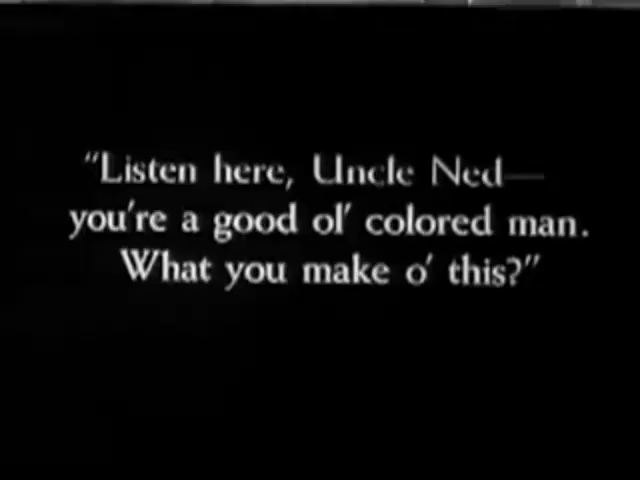 "Listen here, Uncle Ned—
you're a good ol' colored man.
What you make o' this?"